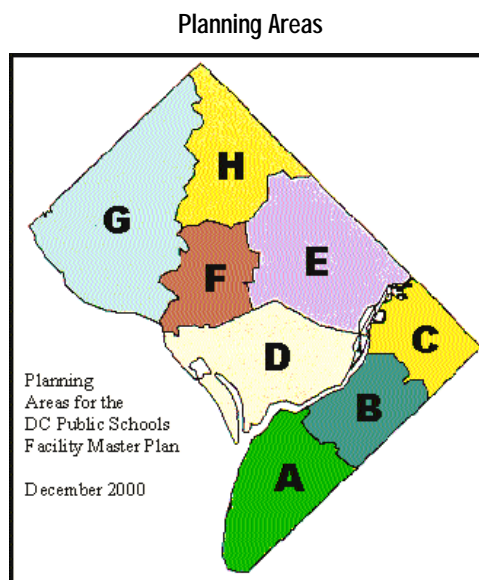 Planning Areas
H
G
E
F
C
D
B
A
Planning
Areas for the
DC Public Schools
Facility Master Plan
December 2000